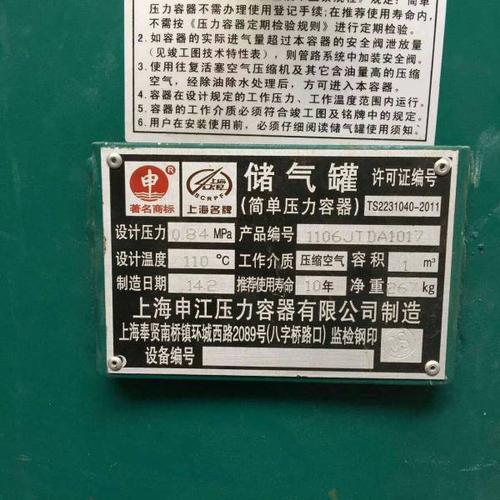 压力容器不需办理使用登记手续；在推荐使用寿命内，
不需按《压力容器定期检验规则》进行定期检验。
2、如容器的实际进气量超过本容器的安全阀泄放量
(见竣工图技术特性表)，则管路系统中须加装安全阀。
3、使用往复活塞空气压缩机及其它含油量高的压缩
空气，经除油除水处理后，方可进入本容器。
4、容器在设计规定的工作压力、工作温度范围内运行。
5、容器的工作介质必须符合竣工图及铭牌中的规定。
6、用户在安装使用前，必须仔细阅读储气罐使用须知。
申 ® 著名商标
上海名牌
储气罐 许可证编号
(简单压力容器) TS2231040-2011
设计压力 0.84 MPa 产品编号 1106JTDA1017
设计温度 110 ℃ 工作介质 压缩空气 容积 1 m³
制造日期 14.2 推荐使用寿命 10年 净重 267 kg
上海申江压力容器有限公司制造
上海奉贤南桥镇环城西路2089号(八字桥路口) 监检钢印
设备编号